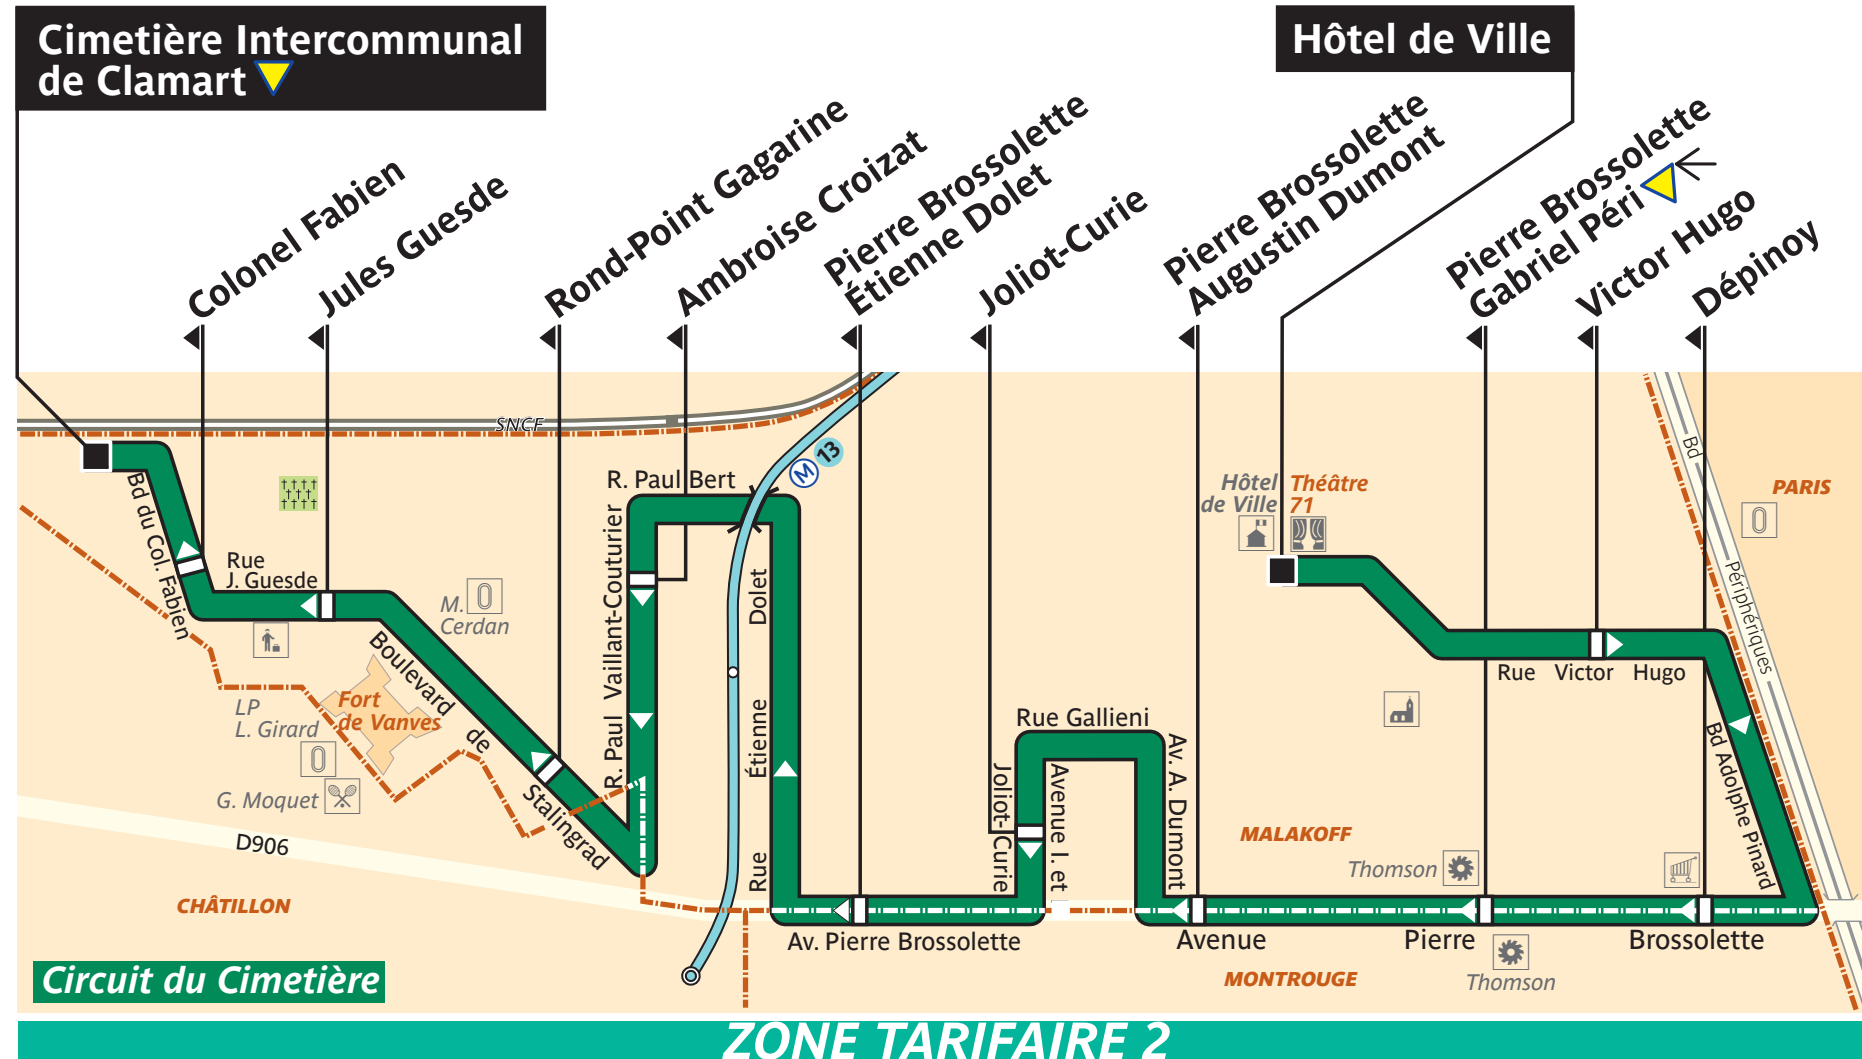 Cimetière Intercommunal
de Clamart
Hôtel de Ville
Colonel Fabien
Jules Guesde
Rond-Point Gagarine
Ambroise Croizat
Pierre Brossolette
Étienne Dolet
Joliot-Curie
Pierre Brossolette
Augustin Dumont
Pierre Brossolette
Gabriel Péri
Victor Hugo
Dépinoy
SNCF
M 13
R. Paul Bert
Bd du Col. Fabien
Rue
J. Guesde
M.
Cerdan
Boulevard de Stalingrad
R. Paul Vaillant-Couturier
Rue Étienne Dolet
Hôtel
de Ville
Théâtre
71
Bd Périphériques
PARIS
LP
L. Girard
Fort
de Vanves
G. Moquet
D906
CHÂTILLON
Rue Gallieni
Joliot-Curie
Avenue I. et
Av. A. Dumont
Rue Victor Hugo
Bd Adolphe Pinard
MALAKOFF
Thomson
Av. Pierre Brossolette
Avenue Pierre Brossolette
MONTROUGE
Thomson
Circuit du Cimetière
ZONE TARIFAIRE 2